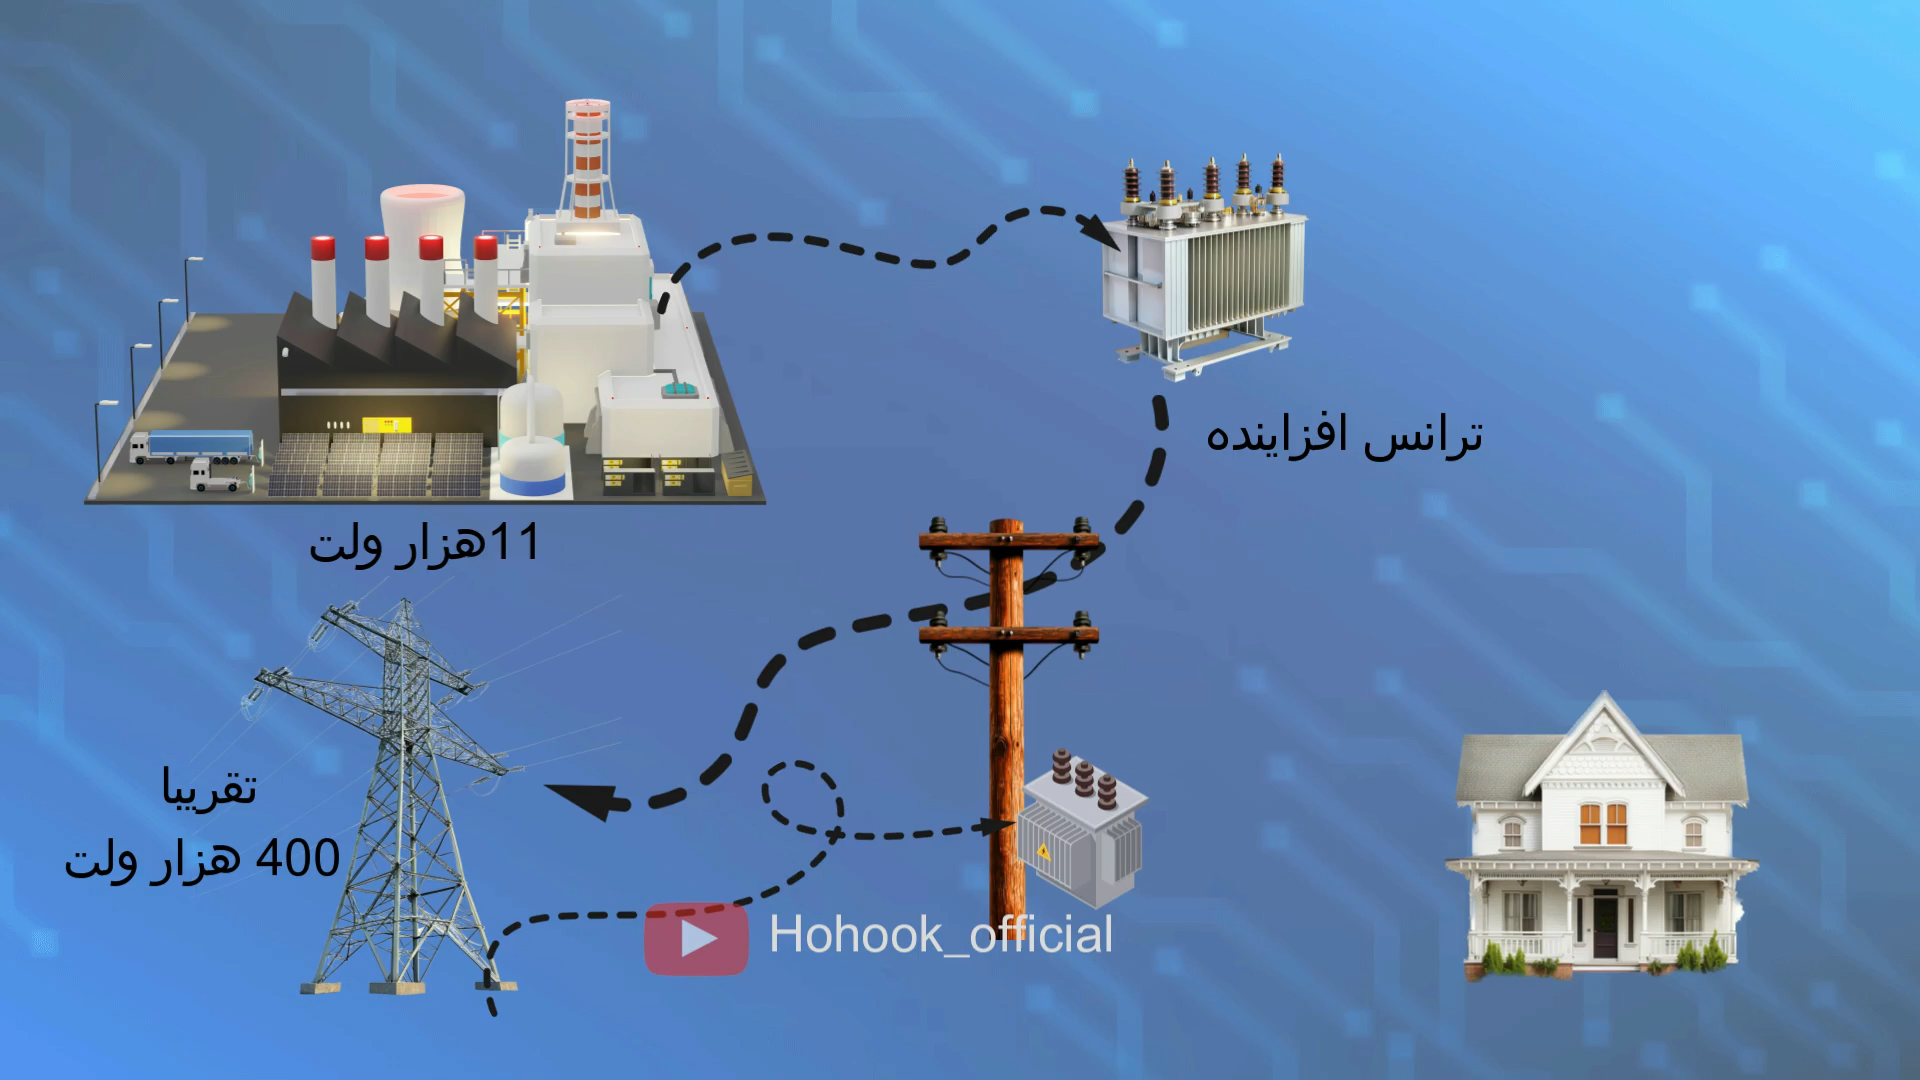 ترانس افزاینده
11هزار ولت
تقریبا
400 هزار ولت
Hohook_official